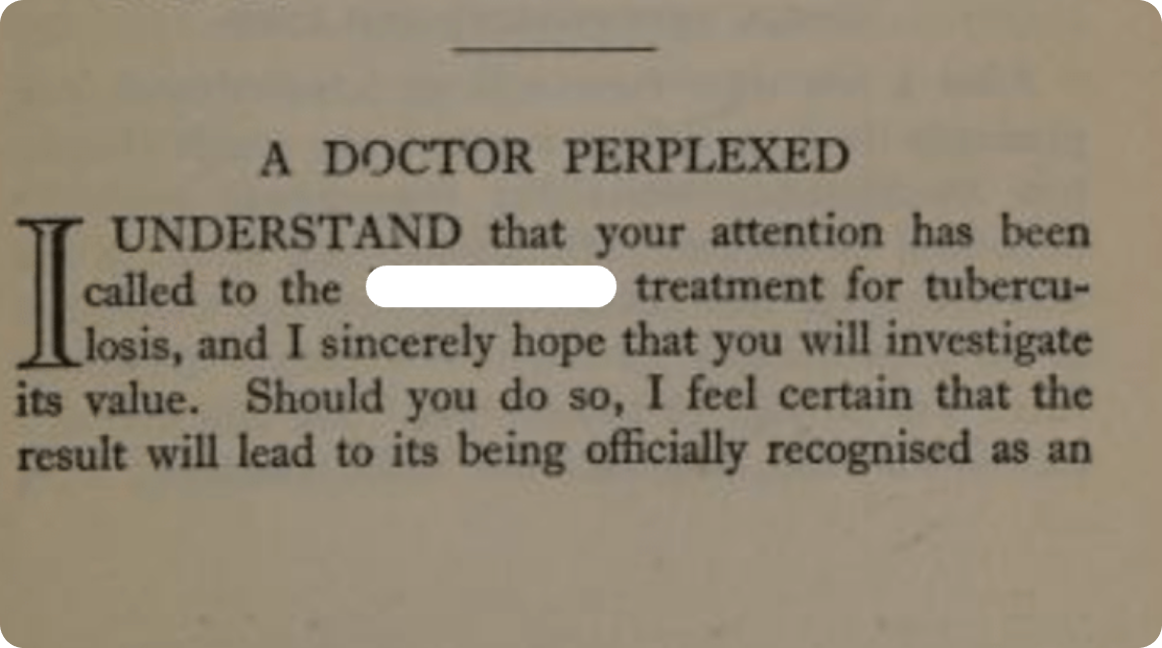 A DOCTOR PERPLEXED
I UNDERSTAND that your attention has been
called to the treatment for tubercu-
losis, and I sincerely hope that you will investigate
its value. Should you do so, I feel certain that the
result will lead to its being officially recognised as an